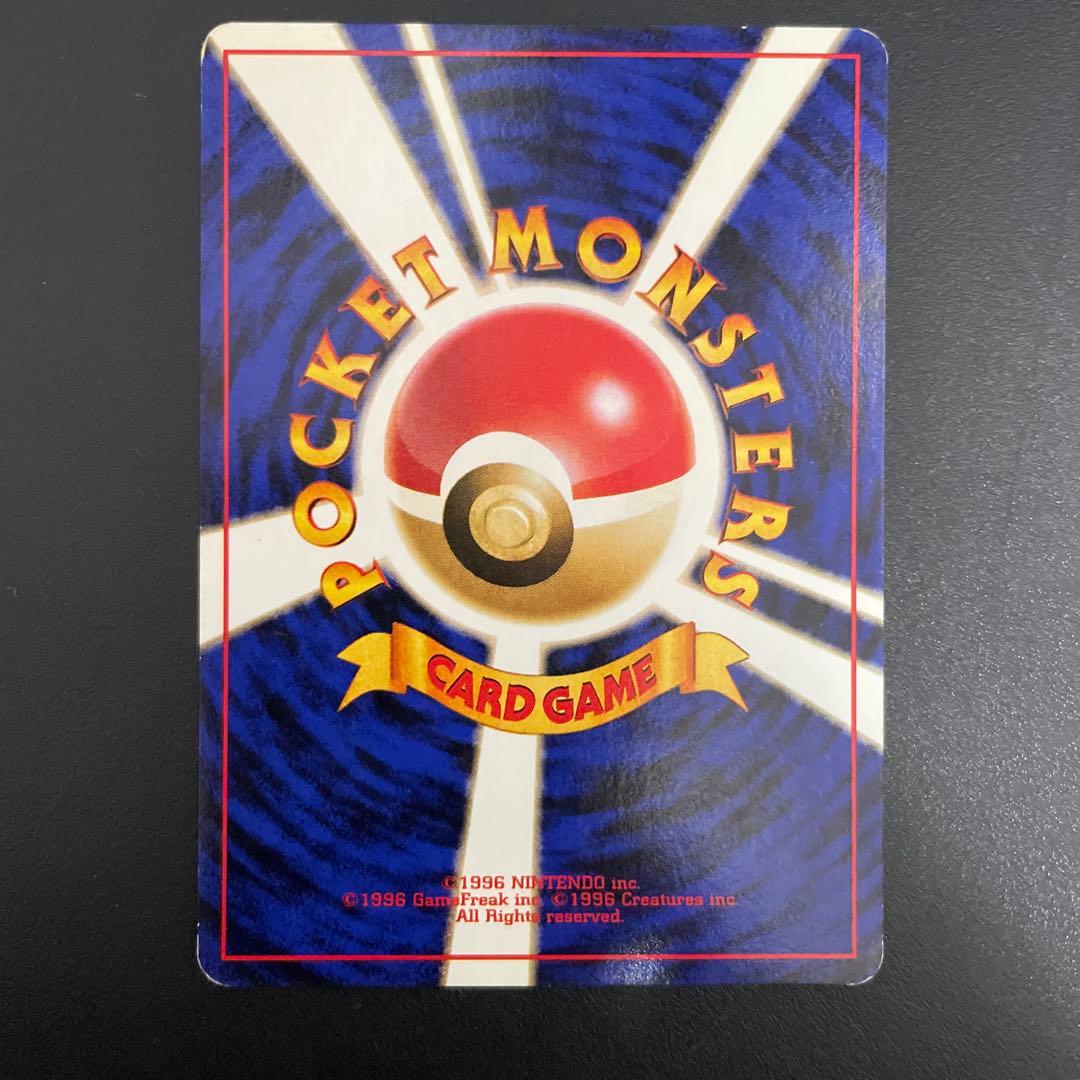 POCKET MONSTERS
CARD GAME
©1996 NINTENDO inc.
©1996 GameFreak inc. ©1996 Creatures inc.
All Rights reserved.